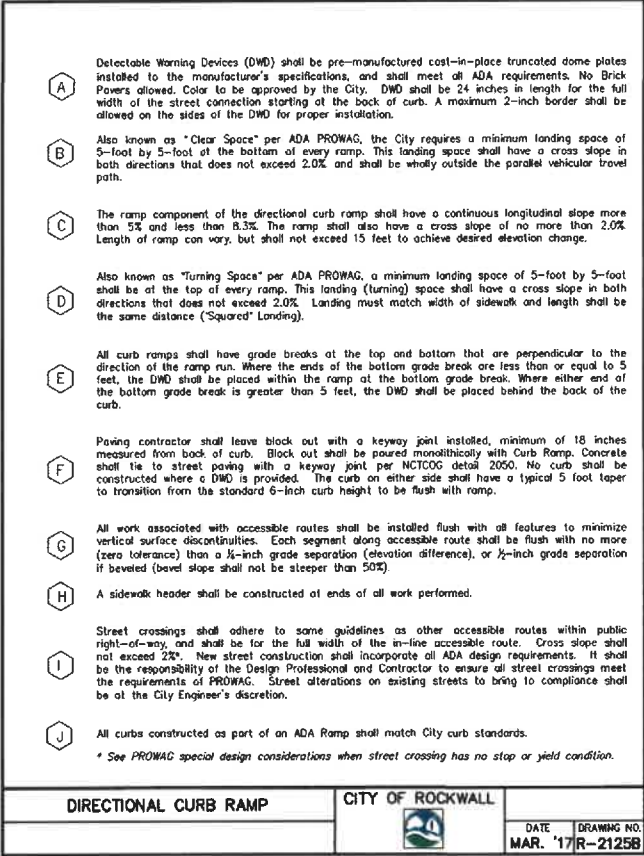 A
Detectable Warning Devices (DWD) shall be pre-manufactured cast-in-place truncated dome plates
installed to the manufacturer's specifications, and shall meet all ADA requirements. No Brick
Pavers allowed. Color to be approved by the City. DWD shall be 24 inches in length for the full
width of the street connection starting at the back of curb. A maximum 2-inch border shall be
allowed on the sides of the DWD for proper installation.
B
Also known as "Clear Space" per ADA PROWAG, the City requires a minimum landing space of
5-foot by 5-foot at the bottom of every ramp. This landing space shall have a cross slope in
both directions that does not exceed 2.0% and shall be wholly outside the parallel vehicular travel
path.
C
The ramp component of the directional curb ramp shall have a continuous longitudinal slope more
than 5% and less than 8.3%. The ramp shall also have a cross slope of no more than 2.0%
Length of ramp can vary, but shall not exceed 15 feet to achieve desired elevation change.
D
Also known as "Turning Space" per ADA PROWAG, a minimum landing space of 5-foot by 5-foot
shall be at the top of every ramp. This landing (turning) space shall have a cross slope in both
directions that does not exceed 2.0%. Landing must match width of sidewalk and length shall be
the same distance ("Squared" Landing).
E
All curb ramps shall have grade breaks at the top and bottom that are perpendicular to the
direction of the ramp run. Where the ends of the bottom grade break are less than or equal to 5
feet, the DWD shall be placed within the ramp at the bottom grade break. Where either end of
the bottom grade break is greater than 5 feet, the DWD shall be placed behind the back of the
curb.
F
Paving contractor shall leave block out with a keyway joint installed, minimum of 18 inches
measured from back of curb. Block out shall be poured monolithically with Curb Ramp. Concrete
shall tie to street paving with a keyway joint per NCTCOG detail 2050. No curb shall be
constructed where a DWD is provided. The curb on either side shall have a typical 5 foot taper
to transition from the standard 6-inch curb height to be flush with ramp.
G
All work associated with accessible routes shall be installed flush with all features to minimize
vertical surface discontinuities. Each segment along accessible route shall be flush with no more
(zero tolerance) than a ¼-inch grade separation (elevation difference), or ½-inch grade separation
if beveled (bevel slope shall not be steeper than 50%).
H
A sidewalk header shall be constructed at ends of all work performed.
I
Street crossings shall adhere to same guidelines as other accessible routes within public
right-of-way, and shall be for the full width of the in-line accessible route. Cross slope shall
not exceed 2%*. New street construction shall incorporate all ADA design requirements. It shall
be the responsibility of the Design Professional and Contractor to ensure all street crossings meet
the requirements of PROWAG. Street alterations on existing streets to bring to compliance shall
be at the City Engineer's discretion.
J
All curbs constructed as part of an ADA Ramp shall match City curb standards.
* See PROWAG special design considerations when street crossing has no stop or yield condition.
DIRECTIONAL CURB RAMP
CITY OF ROCKWALL
DATE
MAR. '17
DRAWING NO.
R-2125B